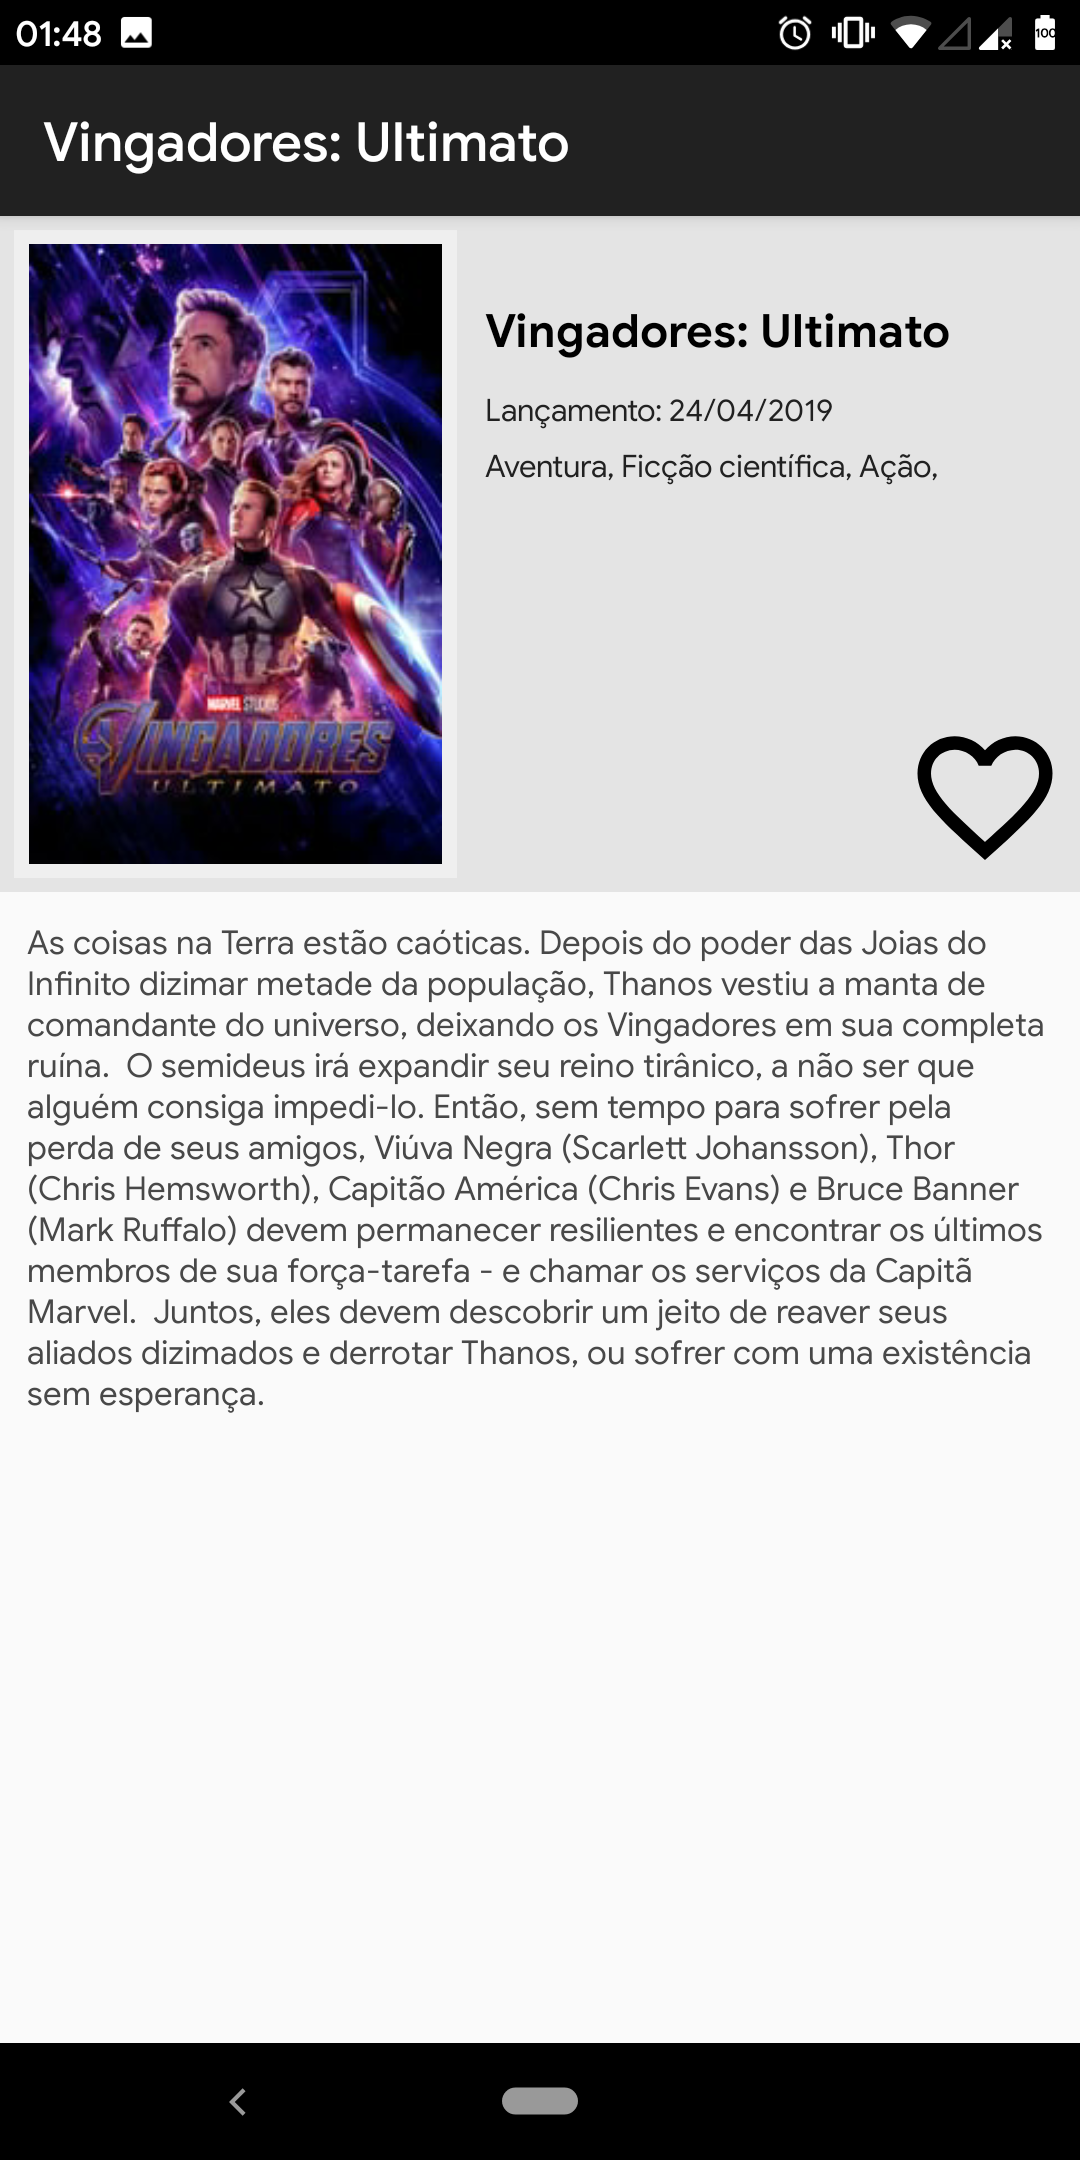 01:48
100
Vingadores: Ultimato
MARVEL STUDIOS
VINGADORES
ULTIMATO
Vingadores: Ultimato
Lançamento: 24/04/2019
Aventura, Ficção científica, Ação,
As coisas na Terra estão caóticas. Depois do poder das Joias do
Infinito dizimar metade da população, Thanos vestiu a manta de
comandante do universo, deixando os Vingadores em sua completa
ruína.  O semideus irá expandir seu reino tirânico, a não ser que
alguém consiga impedi-lo. Então, sem tempo para sofrer pela
perda de seus amigos, Viúva Negra (Scarlett Johansson), Thor
(Chris Hemsworth), Capitão América (Chris Evans) e Bruce Banner
(Mark Ruffalo) devem permanecer resilientes e encontrar os últimos
membros de sua força-tarefa - e chamar os serviços da Capitã
Marvel.  Juntos, eles devem descobrir um jeito de reaver seus
aliados dizimados e derrotar Thanos, ou sofrer com uma existência
sem esperança.